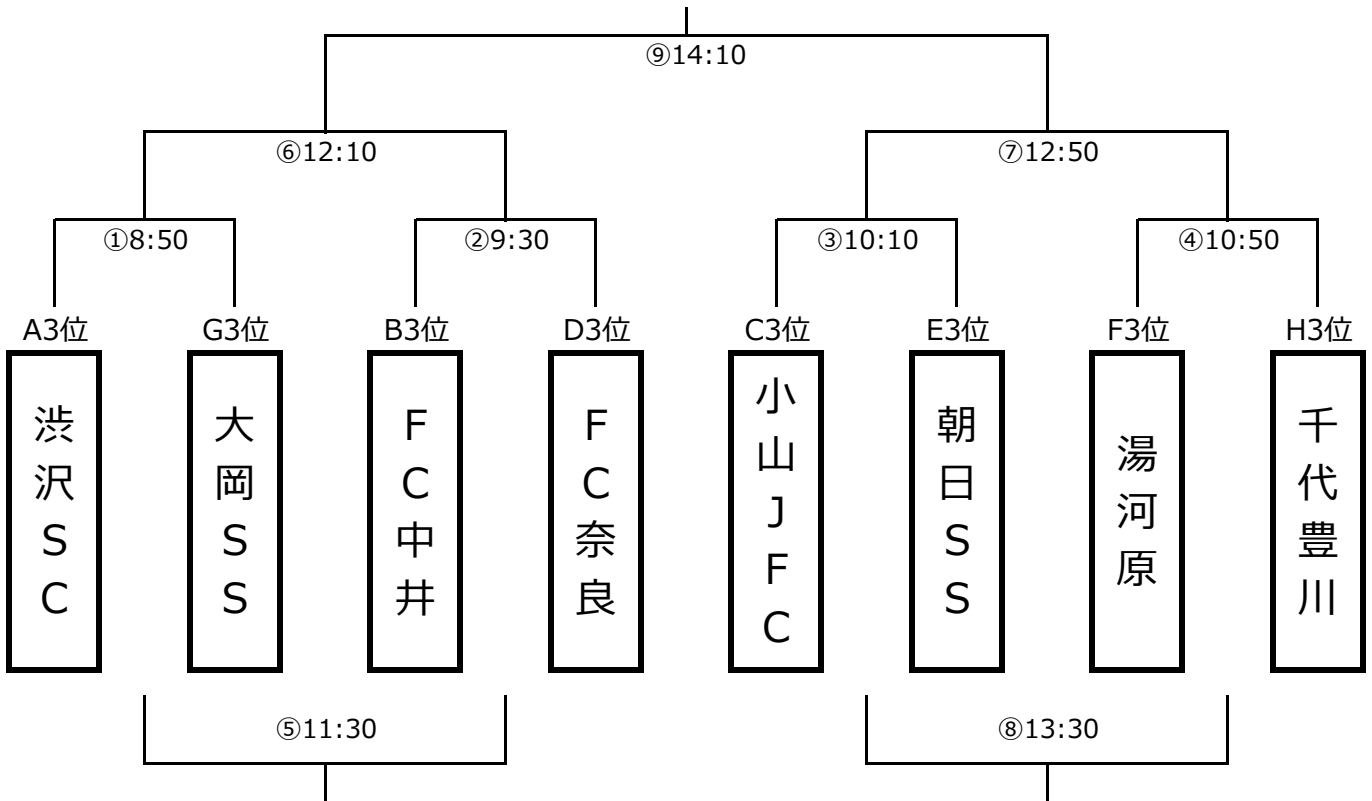 ⑨14:10
⑥12:10
⑦12:50
①8:50
②9:30
③10:10
④10:50
A3位
G3位
B3位
D3位
C3位
E3位
F3位
H3位
渋沢SC
大岡SS
FC中井
FC奈良
小山JFC
朝日SS
湯河原
千代豊川
⑤11:30
⑧13:30